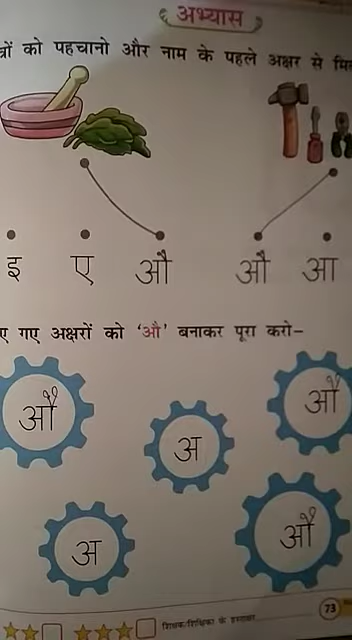 अभ्यास
को पहचानो और नाम के पहले अक्षर से
इ ए औ औ आ
गए अक्षरों को 'औ' बनाकर पूरा करो–
औ औ
अ
अ औ
73
शिक्षक/शिक्षिका के हस्ताक्षर